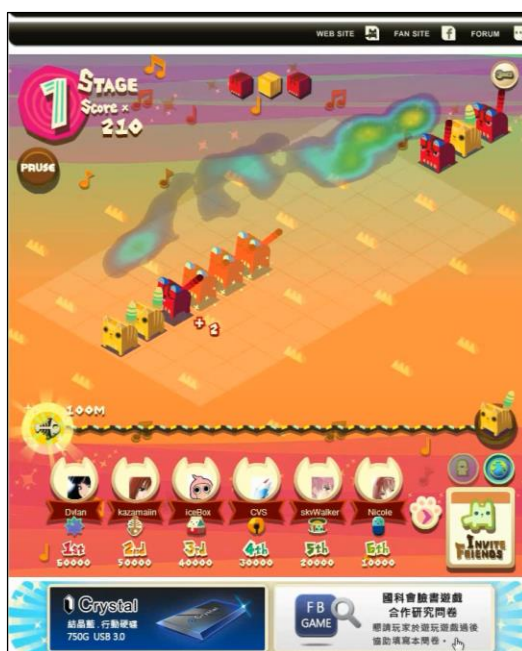 WEB SITE FAN SITE f FORUM
1 STAGE
Score x
210
PAUSE
+2
100M
Dylan kazamaiin iceBox CVS skyWalker Nicole
1st 2nd 3rd 4th 5th 6th
60000 50000 40000 30000 20000 10000
INVITE
FRIENDS
Crystal
結晶藍．行動硬碟
750G USB 3.0
FB
GAME
國科會臉書遊戲
合作研究問卷
懇請玩家於遊玩遊戲過後
協助填寫本問卷。